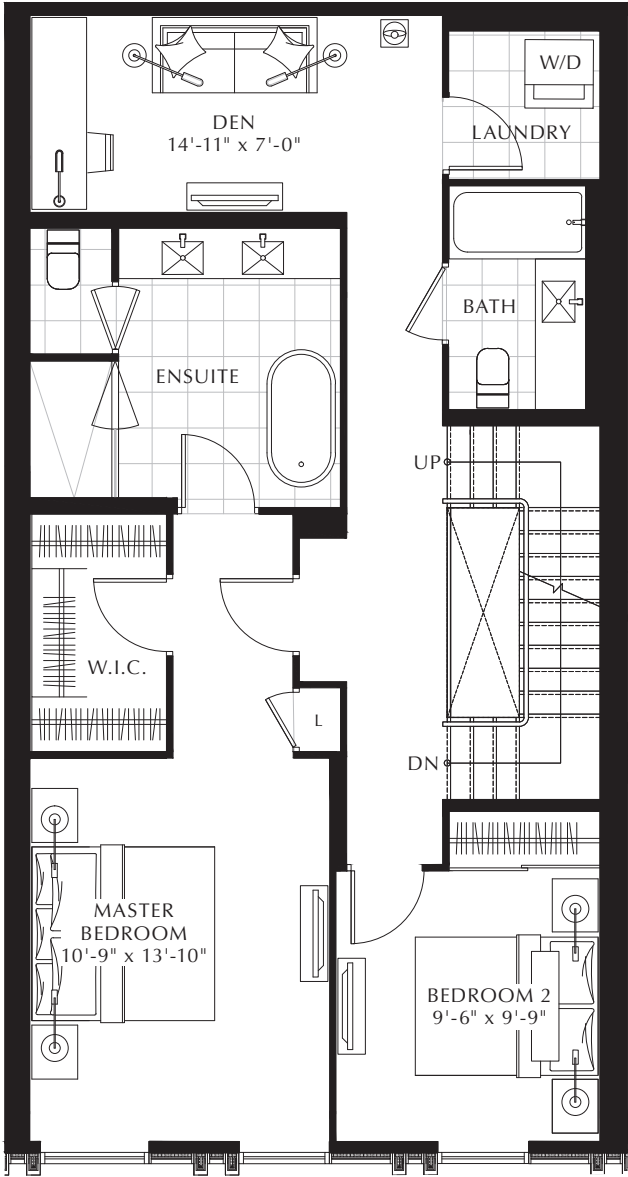 W/D
DEN
14'-11" x 7'-0"
LAUNDRY
BATH
ENSUITE
UP
W.I.C.
L
DN
MASTER
BEDROOM
10'-9" x 13'-10"
BEDROOM 2
9'-6" x 9'-9"